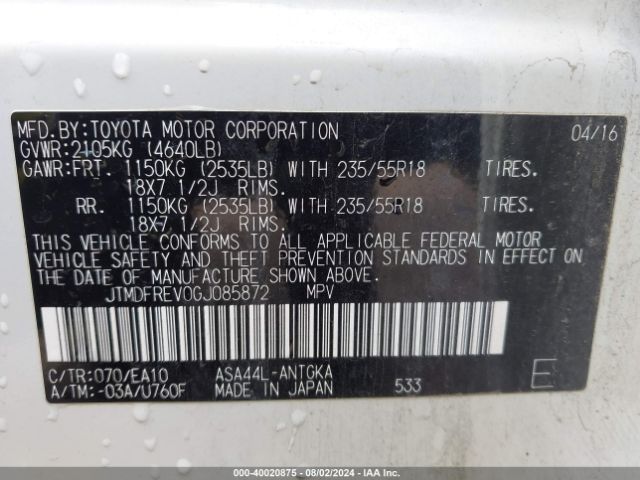 MFD.BY:TOYOTA MOTOR CORPORATION 04/16
GVWR:2105KG (4640LB)
GAWR:FRT. 1150KG (2535LB) WITH 235/55R18 TIRES.
18X7 1/2J RIMS.
RR. 1150KG (2535LB) WITH 235/55R18 TIRES.
18X7 1/2J RIMS.
THIS VEHICLE CONFORMS TO ALL APPLICABLE FEDERAL MOTOR
VEHICLE SAFETY AND THEFT PREVENTION STANDARDS IN EFFECT ON
THE DATE OF MANUFACTURE SHOWN ABOVE.
JTMDFREV0GJ085872 MPV
C/TR:070/EA10 ASA44L-ANTGKA
A/TM:-03A/U760F MADE IN JAPAN 533 E
000-40020875 - 08/02/2024 - IAAI.com